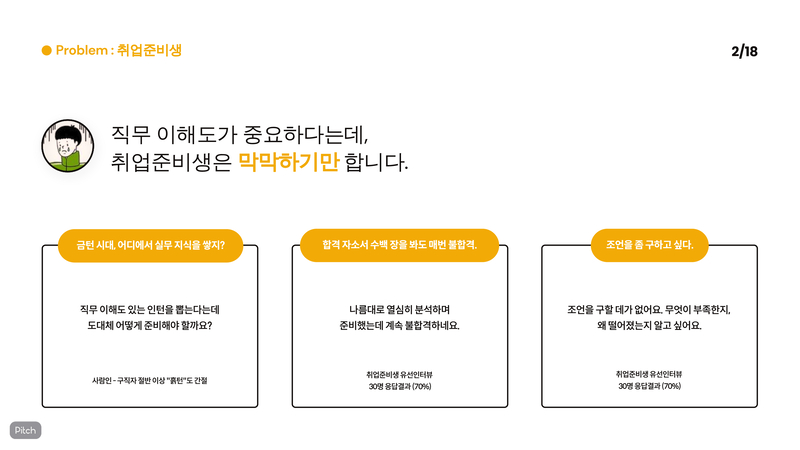 Problem : 취업준비생
2/18
직무 이해도가 중요하다는데,
취업준비생은 막막하기만 합니다.
금턴 시대, 어디에서 실무 지식을 쌓지?
직무 이해도 있는 인턴을 뽑는다는데
도대체 어떻게 준비해야 할까요?
사람인 - 구직자 절반 이상 "흙턴"도 간절
합격 자소서 수백 장을 봐도 매번 불합격.
나름대로 열심히 분석하며
준비했는데 계속 불합격하네요.
취업준비생 유선인터뷰
30명 응답결과 (70%)
조언을 좀 구하고 싶다.
조언을 구할 데가 없어요. 무엇이 부족한지,
왜 떨어졌는지 알고 싶어요.
취업준비생 유선인터뷰
30명 응답결과 (70%)
Pitch